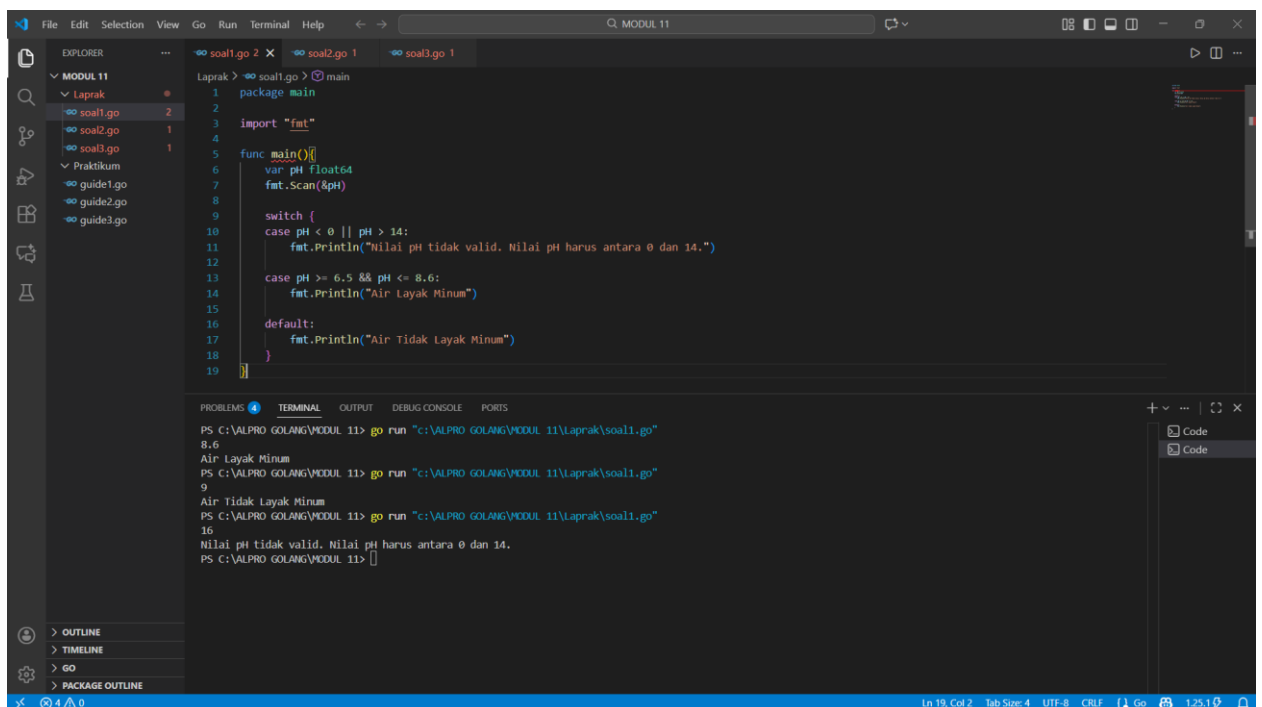 File Edit Selection View Go Run Terminal Help MODUL 11
EXPLORER
MODUL 11
Laprak
soal1.go 2
soal2.go 1
soal3.go 1
Praktikum
guide1.go
guide2.go
guide3.go
OUTLINE
TIMELINE
GO
PACKAGE OUTLINE
soal1.go 2 soal2.go 1 soal3.go 1
Laprak > soal1.go > main
1 package main
2
3 import "fmt"
4
5 func main(){
6 var pH float64
7 fmt.Scan(&pH)
8
9 switch {
10 case pH < 0 || pH > 14:
11 fmt.Println("Nilai pH tidak valid. Nilai pH harus antara 0 dan 14.")
12
13 case pH >= 6.5 && pH <= 8.6:
14 fmt.Println("Air Layak Minum")
15
16 default:
17 fmt.Println("Air Tidak Layak Minum")
18 }
19 }
PROBLEMS 4 TERMINAL OUTPUT DEBUG CONSOLE PORTS
PS C:\ALPRO GOLANG\MODUL 11> go run "c:\ALPRO GOLANG\MODUL 11\Laprak\soal1.go"
8.6
Air Layak Minum
PS C:\ALPRO GOLANG\MODUL 11> go run "c:\ALPRO GOLANG\MODUL 11\Laprak\soal1.go"
9
Air Tidak Layak Minum
PS C:\ALPRO GOLANG\MODUL 11> go run "c:\ALPRO GOLANG\MODUL 11\Laprak\soal1.go"
16
Nilai pH tidak valid. Nilai pH harus antara 0 dan 14.
PS C:\ALPRO GOLANG\MODUL 11>
Code
Code
4 0 Ln 19, Col 2 Tab Size: 4 UTF-8 CRLF Go 1.25.1